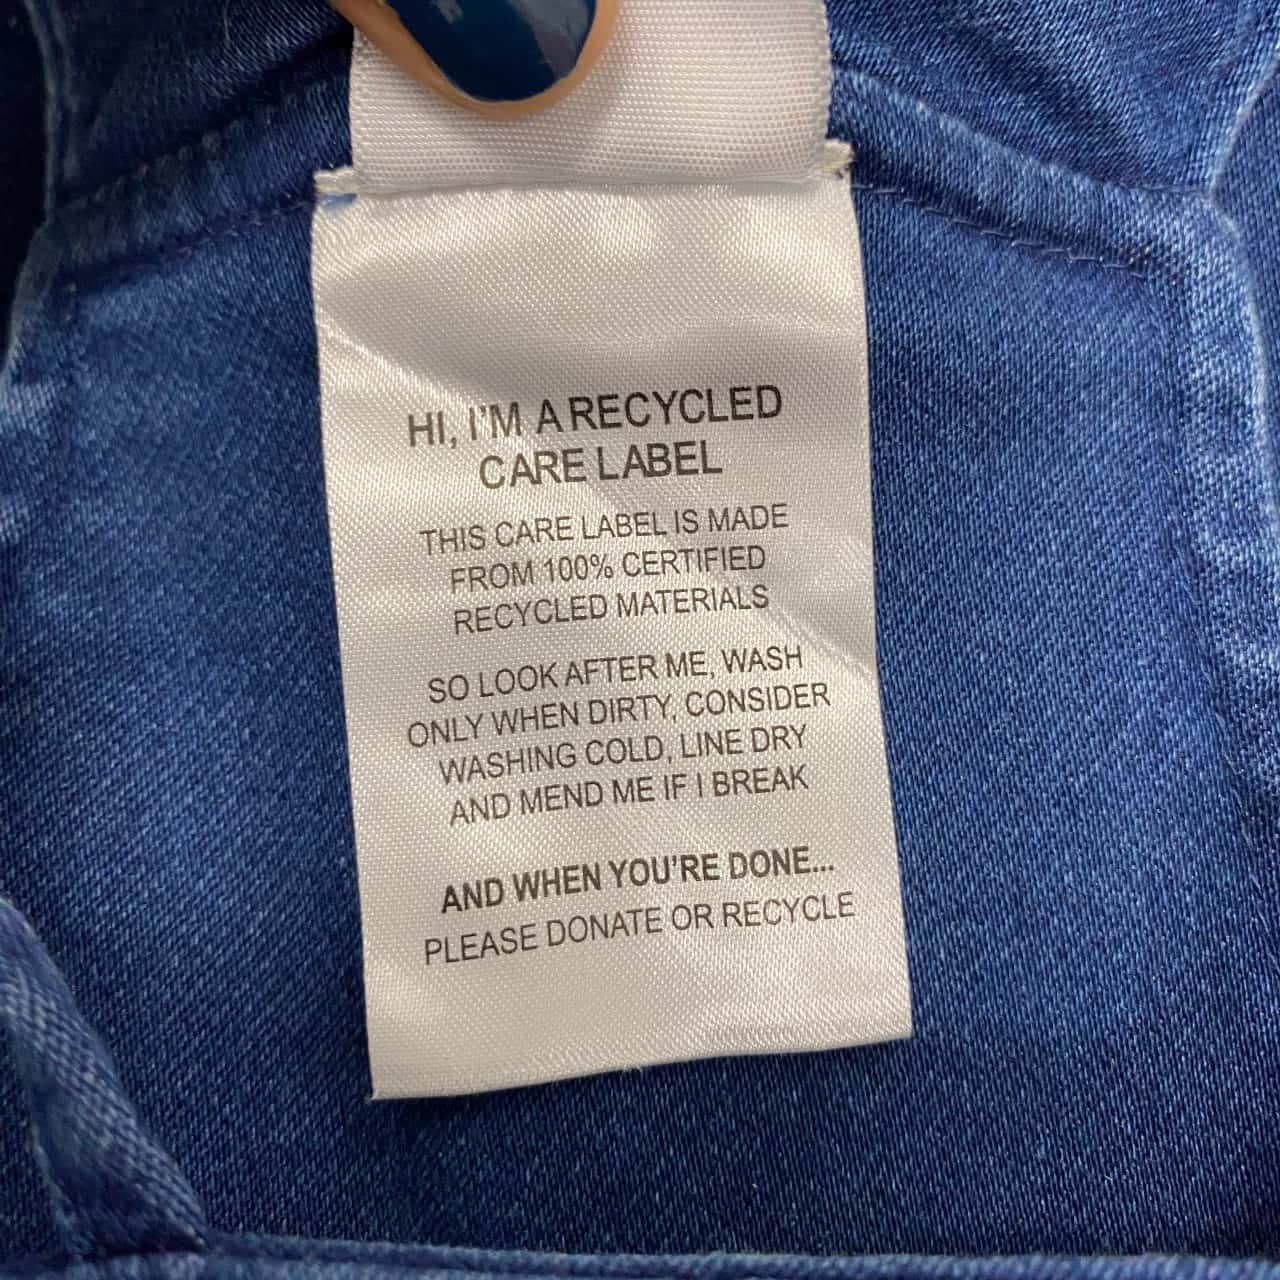 HI, I'M A RECYCLED
CARE LABEL
THIS CARE LABEL IS MADE
FROM 100% CERTIFIED
RECYCLED MATERIALS
SO LOOK AFTER ME, WASH
ONLY WHEN DIRTY, CONSIDER
WASHING COLD, LINE DRY
AND MEND ME IF I BREAK
AND WHEN YOU'RE DONE...
PLEASE DONATE OR RECYCLE